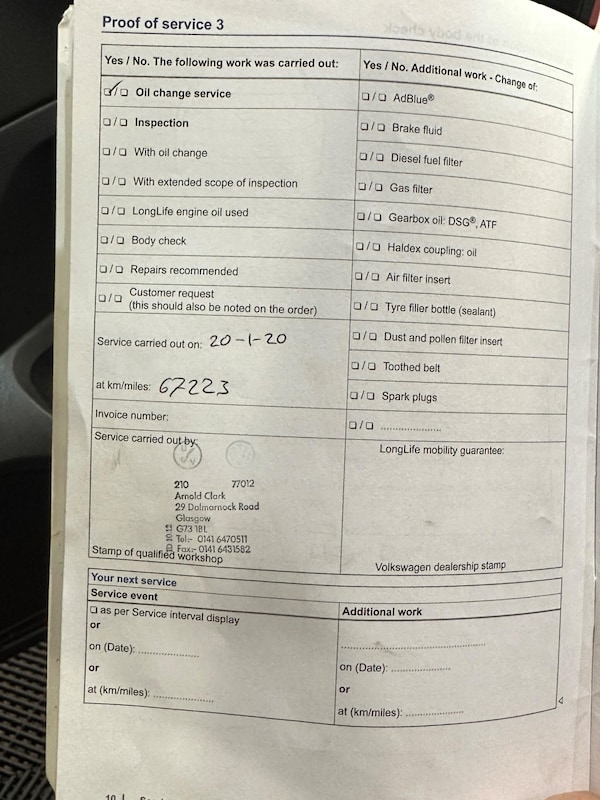 Proof of service 3
Yes / No. The following work was carried out:
☑/☐ Oil change service
☐/☐ Inspection
☐/☐ With oil change
☐/☐ With extended scope of inspection
☐/☐ LongLife engine oil used
☐/☐ Body check
☐/☐ Repairs recommended
☐/☐ Customer request
(this should also be noted on the order)
Service carried out on: 20-1-20
at km/miles: 67223
Invoice number:
Service carried out by:
210 77012
Arnold Clark
29 Dalmarnock Road
Glasgow
G73 1BL
Tel:- 0141 6470511
Fax:- 0141 6431582
Stamp of qualified workshop
Yes / No. Additional work - Change of:
☐/☐ AdBlue®
☐/☐ Brake fluid
☐/☐ Diesel fuel filter
☐/☐ Gas filter
☐/☐ Gearbox oil: DSG®, ATF
☐/☐ Haldex coupling: oil
☐/☐ Air filter insert
☐/☐ Tyre filler bottle (sealant)
☐/☐ Dust and pollen filter insert
☐/☐ Toothed belt
☐/☐ Spark plugs
☐/☐ ....................
LongLife mobility guarantee:
Volkswagen dealership stamp
Your next service
Service event
☐ as per Service interval display
or
on (Date): ....................
or
at (km/miles): ....................
Additional work
........................................
on (Date): ....................
or
at (km/miles): ....................